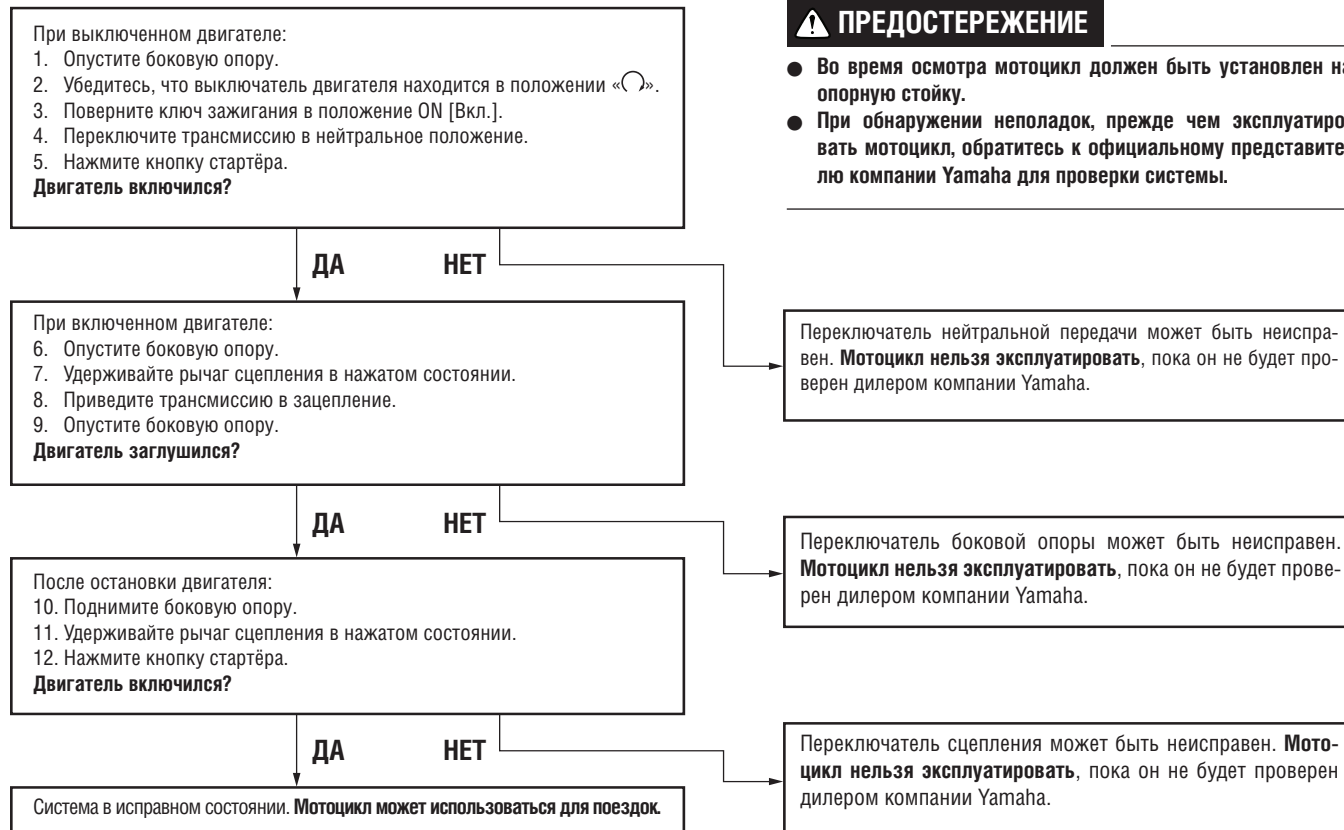 При выключенном двигателе:
1. Опустите боковую опору.
2. Убедитесь, что выключатель двигателя находится в положении «».
3. Поверните ключ зажигания в положение ON [Вкл.].
4. Переключите трансмиссию в нейтральное положение.
5. Нажмите кнопку стартёра.
Двигатель включился?
ПРЕДОСТЕРЕЖЕНИЕ
● Во время осмотра мотоцикл должен быть установлен на
опорную стойку.
● При обнаружении неполадок, прежде чем эксплуатиро
вать мотоцикл, обратитесь к официальному представите
лю компании Yamaha для проверки системы.
ДА НЕТ
При включенном двигателе:
6. Опустите боковую опору.
7. Удерживайте рычаг сцепления в нажатом состоянии.
8. Приведите трансмиссию в зацепление.
9. Опустите боковую опору.
Двигатель заглушился?
Переключатель нейтральной передачи может быть неиспра-
вен. Мотоцикл нельзя эксплуатировать, пока он не будет про-
верен дилером компании Yamaha.
ДА НЕТ
После остановки двигателя:
10. Поднимите боковую опору.
11. Удерживайте рычаг сцепления в нажатом состоянии.
12. Нажмите кнопку стартёра.
Двигатель включился?
Переключатель боковой опоры может быть неисправен.
Мотоцикл нельзя эксплуатировать, пока он не будет прове-
рен дилером компании Yamaha.
ДА НЕТ
Система в исправном состоянии. Мотоцикл может использоваться для поездок.
Переключатель сцепления может быть неисправен. Мото-
цикл нельзя эксплуатировать, пока он не будет проверен
дилером компании Yamaha.